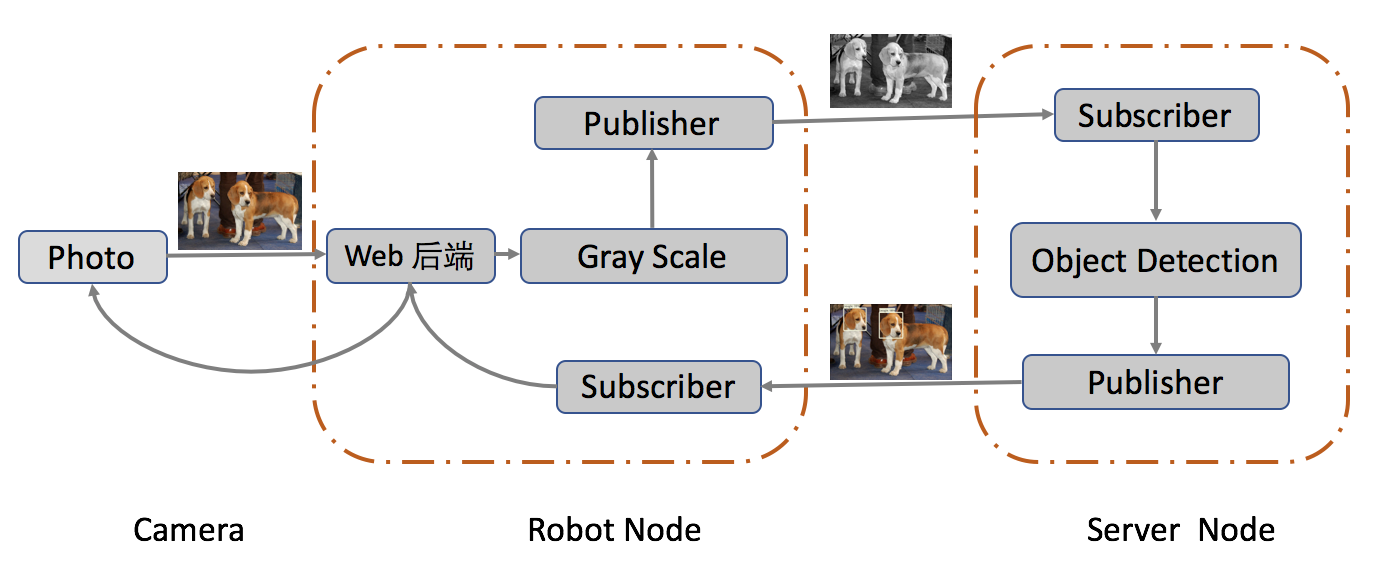 Publisher
Subscriber
Photo
Web 后端
Gray Scale
Object Detection
Subscriber
Publisher
Camera
Robot Node
Server Node